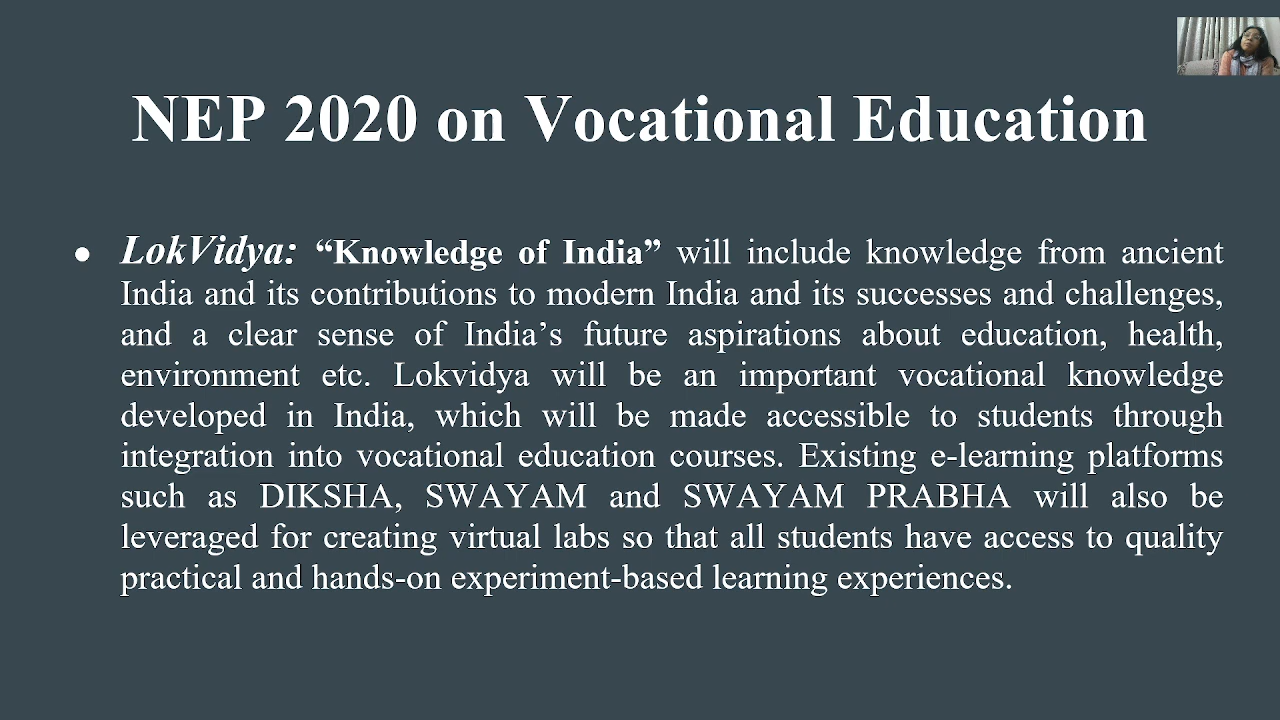 NEP 2020 on Vocational Education
● LokVidya: “Knowledge of India” will include knowledge from ancient
India and its contributions to modern India and its successes and challenges,
and a clear sense of India’s future aspirations about education, health,
environment etc. Lokvidya will be an important vocational knowledge
developed in India, which will be made accessible to students through
integration into vocational education courses. Existing e-learning platforms
such as DIKSHA, SWAYAM and SWAYAM PRABHA will also be
leveraged for creating virtual labs so that all students have access to quality
practical and hands-on experiment-based learning experiences.